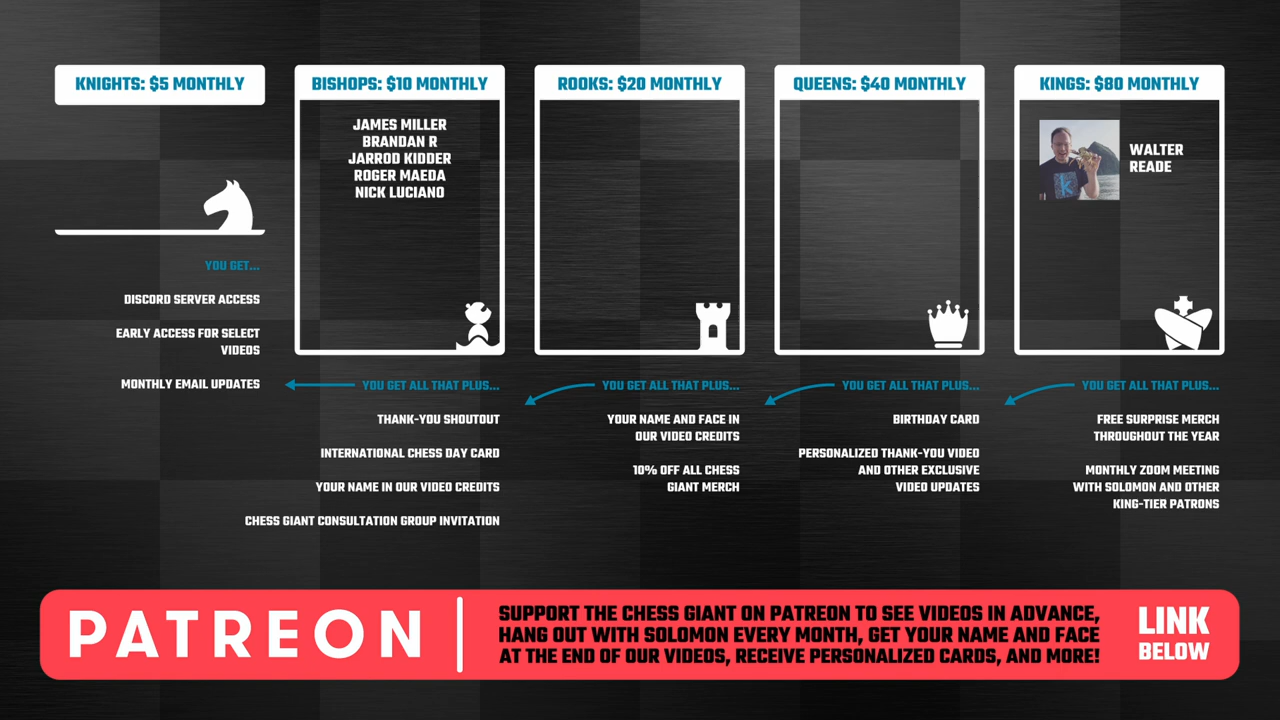 KNIGHTS: $5 MONTHLY
YOU GET...
DISCORD SERVER ACCESS
EARLY ACCESS FOR SELECT
VIDEOS
MONTHLY EMAIL UPDATES
BISHOPS: $10 MONTHLY
JAMES MILLER
BRANDAN R
JARROD KIDDER
ROGER MAEDA
NICK LUCIANO
YOU GET ALL THAT PLUS...
THANK-YOU SHOUTOUT
INTERNATIONAL CHESS DAY CARD
YOUR NAME IN OUR VIDEO CREDITS
CHESS GIANT CONSULTATION GROUP INVITATION
ROOKS: $20 MONTHLY
YOU GET ALL THAT PLUS...
YOUR NAME AND FACE IN
OUR VIDEO CREDITS
10% OFF ALL CHESS
GIANT MERCH
QUEENS: $40 MONTHLY
YOU GET ALL THAT PLUS...
BIRTHDAY CARD
PERSONALIZED THANK-YOU VIDEO
AND OTHER EXCLUSIVE
VIDEO UPDATES
KINGS: $80 MONTHLY
k
WALTER
READE
YOU GET ALL THAT PLUS...
FREE SURPRISE MERCH
THROUGHOUT THE YEAR
MONTHLY ZOOM MEETING
WITH SOLOMON AND OTHER
KING-TIER PATRONS
PATREON
SUPPORT THE CHESS GIANT ON PATREON TO SEE VIDEOS IN ADVANCE,
HANG OUT WITH SOLOMON EVERY MONTH, GET YOUR NAME AND FACE
AT THE END OF OUR VIDEOS, RECEIVE PERSONALIZED CARDS, AND MORE!
LINK
BELOW